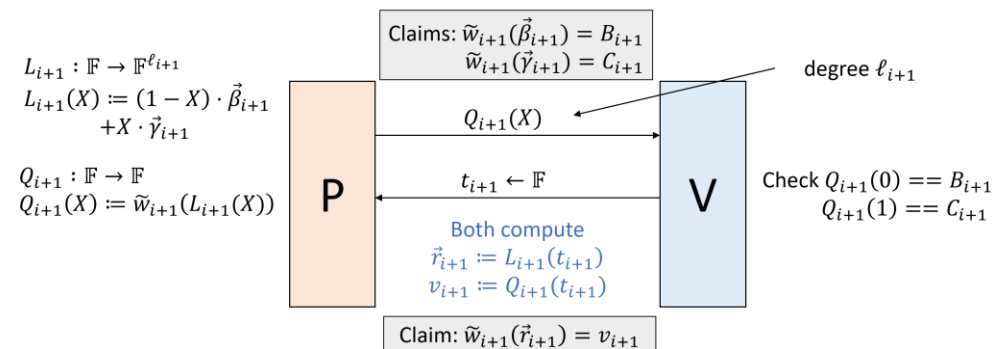 Claims: w̃ᵢ₊₁(β⃗ᵢ₊₁) = Bᵢ₊₁
w̃ᵢ₊₁(γ⃗ᵢ₊₁) = Cᵢ₊₁
L_{i+1} : 𝔽 → 𝔽^{ℓ_{i+1}}
L_{i+1}(X) ≔ (1 − X) · β⃗_{i+1}
+X · γ⃗_{i+1}
degree ℓ_{i+1}
Q_{i+1}(X)
Q_{i+1} : 𝔽 → 𝔽
Q_{i+1}(X) ≔ w̃_{i+1}(L_{i+1}(X))
P
t_{i+1} ← 𝔽
V
Check Q_{i+1}(0) == B_{i+1}
Q_{i+1}(1) == C_{i+1}
Both compute
r⃗_{i+1} ≔ L_{i+1}(t_{i+1})
v_{i+1} ≔ Q_{i+1}(t_{i+1})
Claim: w̃_{i+1}(r⃗_{i+1}) = v_{i+1}